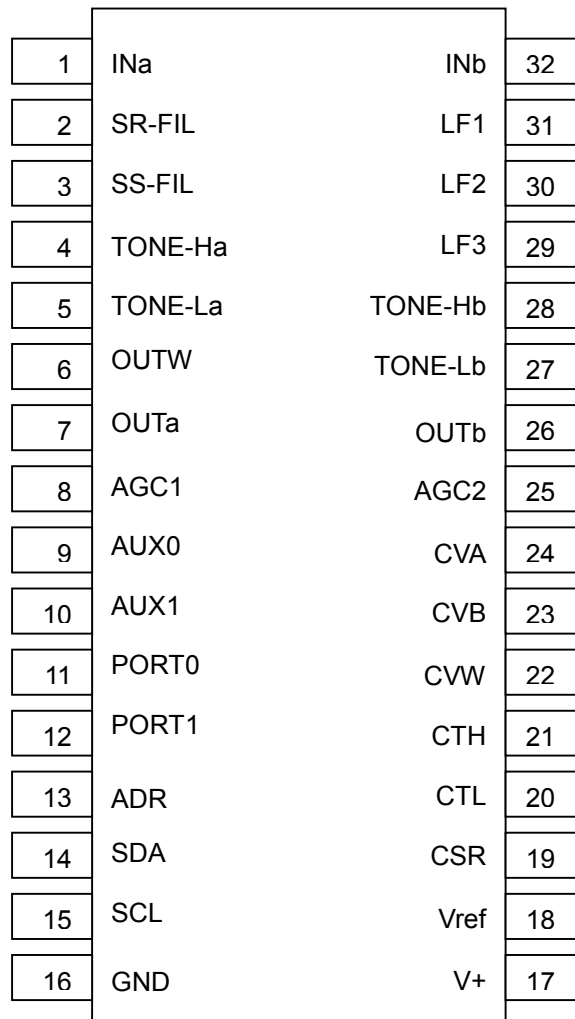 1 INa INb 32
2 SR-FIL LF1 31
3 SS-FIL LF2 30
4 TONE-Ha LF3 29
5 TONE-La TONE-Hb 28
6 OUTW TONE-Lb 27
7 OUTa OUTb 26
8 AGC1 AGC2 25
9 AUX0 CVA 24
10 AUX1 CVB 23
11 PORT0 CVW 22
12 PORT1 CTH 21
13 ADR CTL 20
14 SDA CSR 19
15 SCL Vref 18
16 GND V+ 17